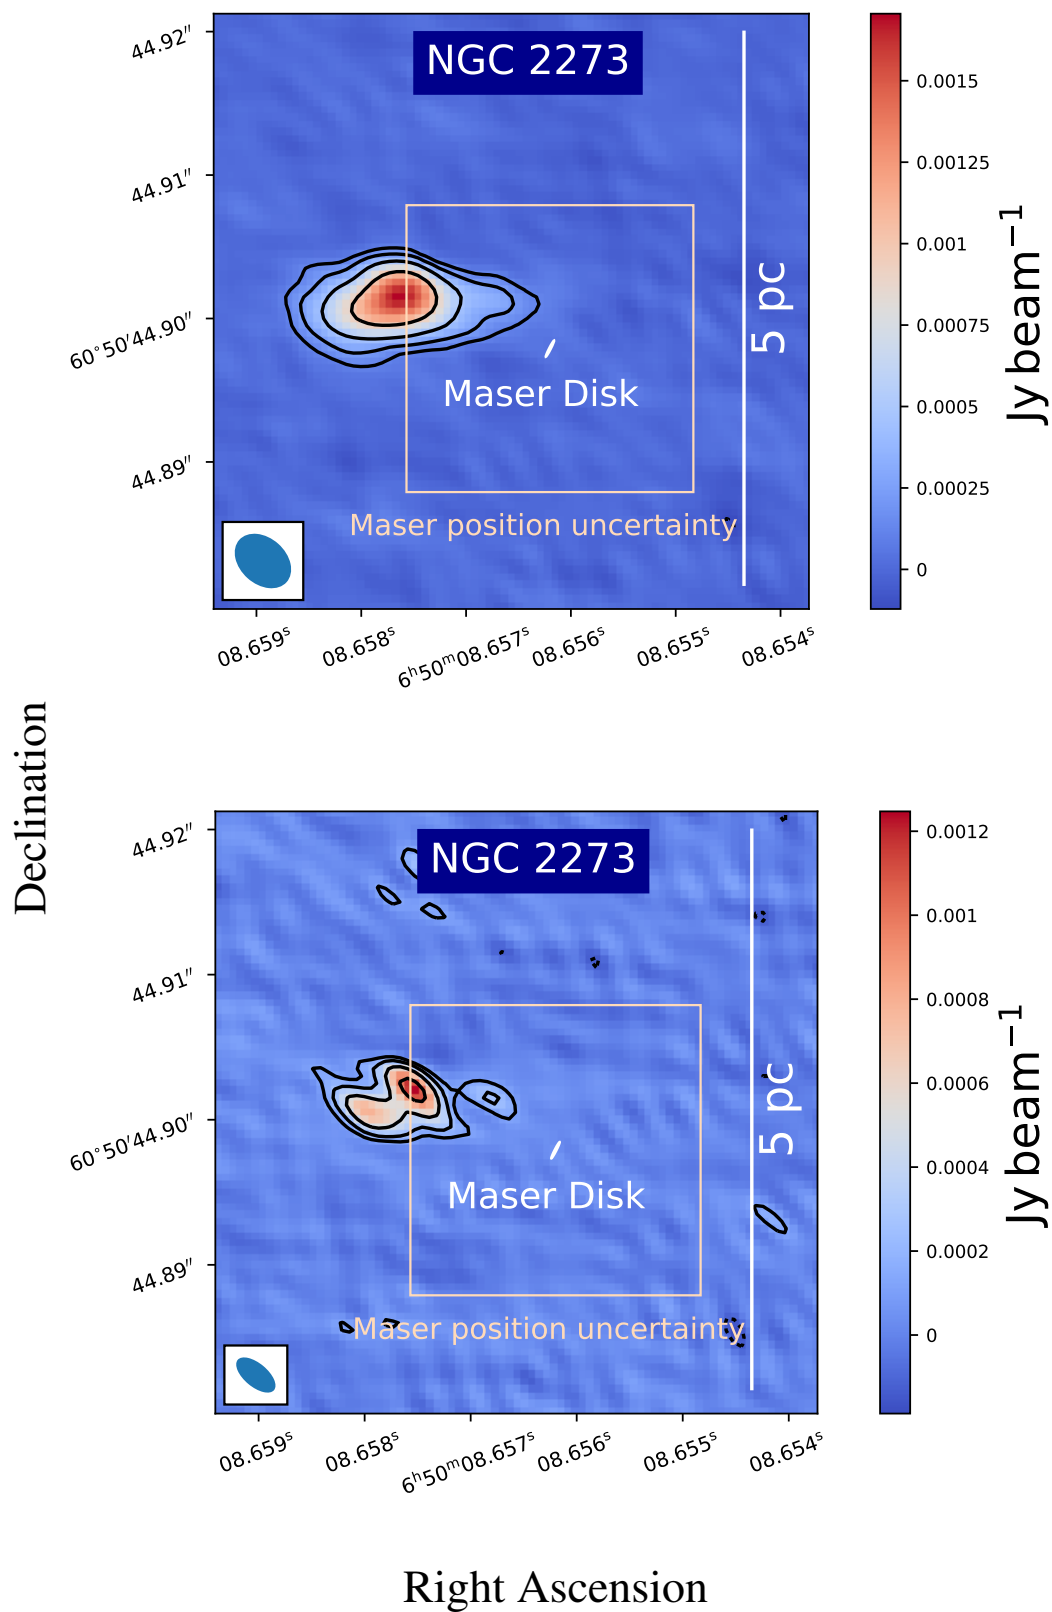 NGC 2273
44.92″
44.91″
60°50′44.90″
44.89″
5 pc
Maser Disk
Maser position uncertainty
08.659ˢ
08.658ˢ
6ʰ50ᵐ08.657ˢ
08.656ˢ
08.655ˢ
08.654ˢ
0.0015
0.00125
0.001
0.00075
0.0005
0.00025
0
Jy beam⁻¹
Declination
NGC 2273
44.92″
44.91″
60°50′44.90″
44.89″
5 pc
Maser Disk
Maser position uncertainty
08.659ˢ
08.658ˢ
6ʰ50ᵐ08.657ˢ
08.656ˢ
08.655ˢ
08.654ˢ
0.0012
0.001
0.0008
0.0006
0.0004
0.0002
0
Jy beam⁻¹
Right Ascension